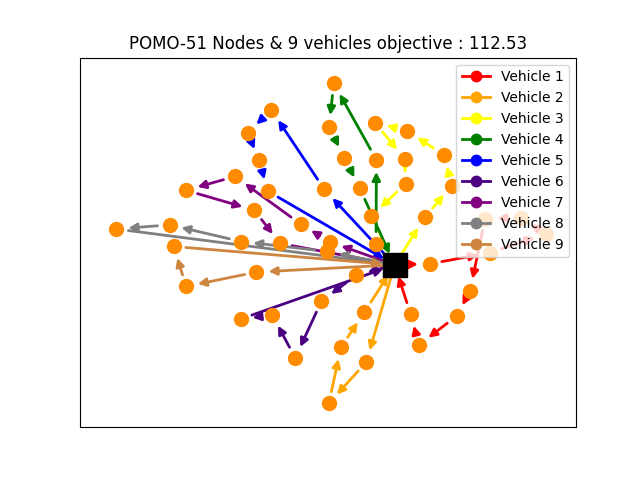 POMO-51 Nodes & 9 vehicles objective : 112.53
Vehicle 1
Vehicle 2
Vehicle 3
Vehicle 4
Vehicle 5
Vehicle 6
Vehicle 7
Vehicle 8
Vehicle 9